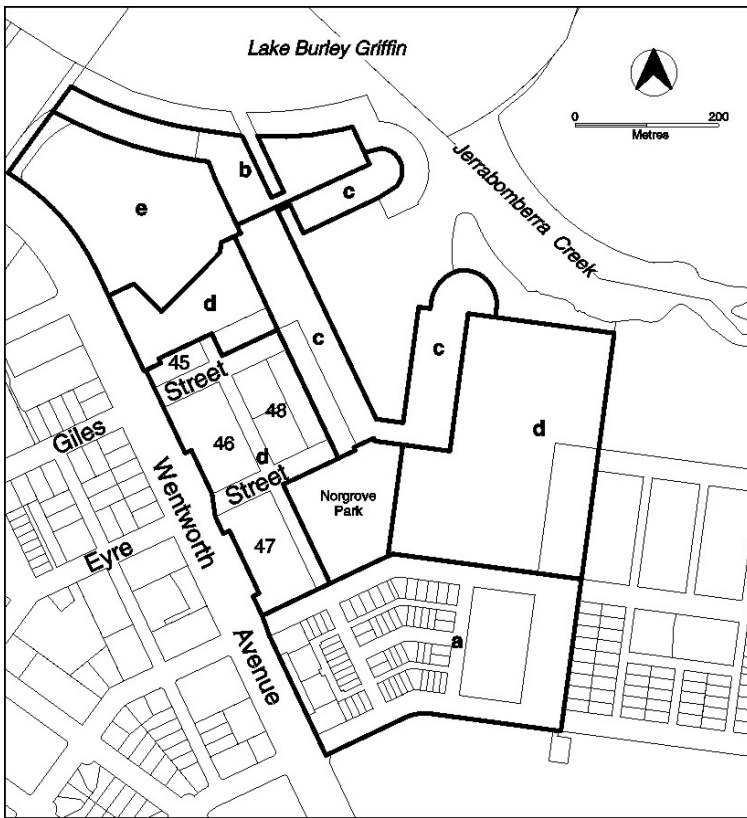 Lake Burley Griffin
0 200
Metres
Jerrabomberra Creek
b
c
e
d
c
c
45
Street
48
d
Giles
46
d
Wentworth
Street
Norgrove
Park
Eyre
47
Avenue
a